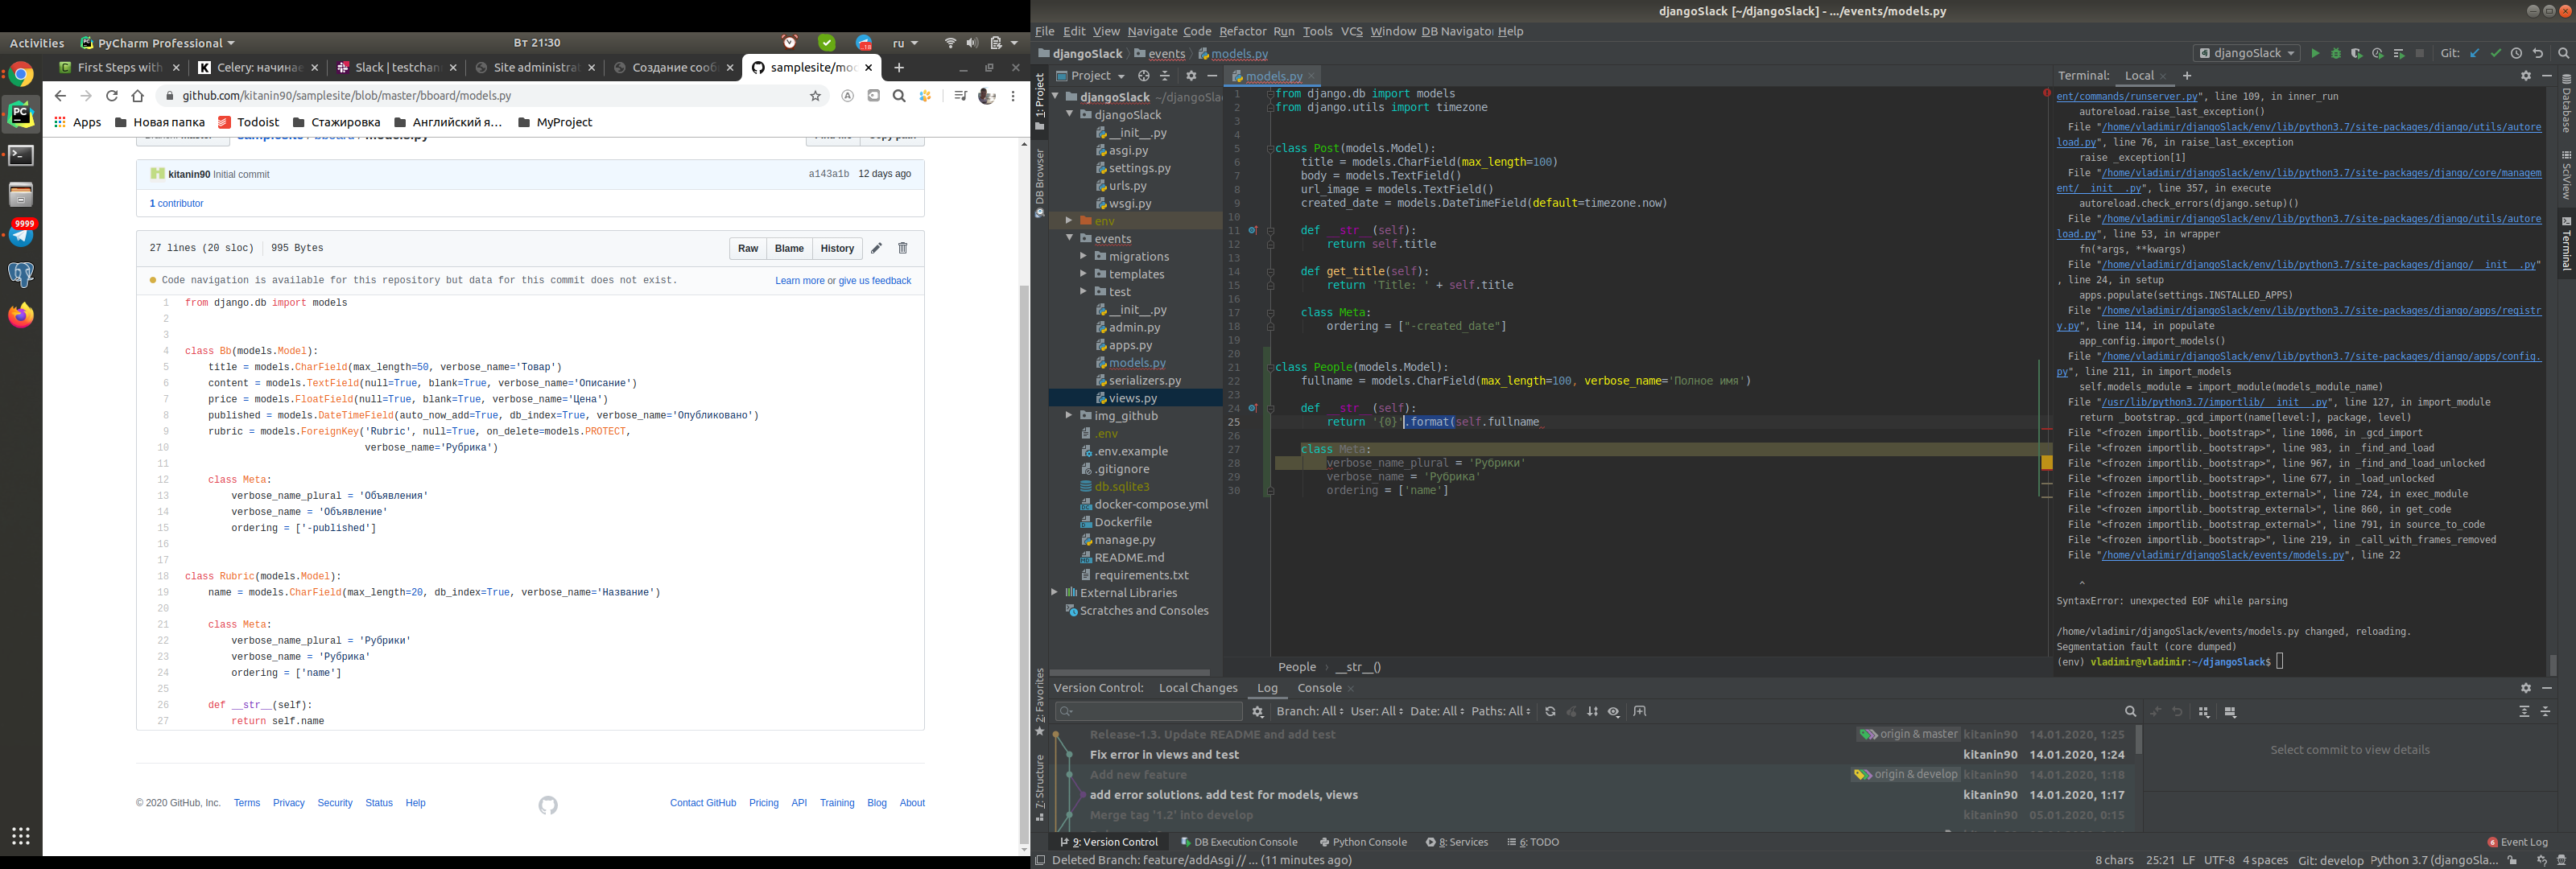 Activities
PyCharm Professional
Вт 21:30
ru
First Steps with
Celery: начинае
Slack | testchann
Site administrat
Создание сооб
samplesite/mod
github.com/kitanin90/samplesite/blob/master/bboard/models.py
Apps
Новая папка
Todoist
Стажировка
Английский я…
MyProject
kitanin90 Initial commit
a143a1b 12 days ago
1 contributor
27 lines (20 sloc) 995 Bytes
Raw Blame History
Code navigation is available for this repository but data for this commit does not exist.
Learn more or give us feedback
1 from django.db import models
2
3
4 class Bb(models.Model):
5 title = models.CharField(max_length=50, verbose_name='Товар')
6 content = models.TextField(null=True, blank=True, verbose_name='Описание')
7 price = models.FloatField(null=True, blank=True, verbose_name='Цена')
8 published = models.DateTimeField(auto_now_add=True, db_index=True, verbose_name='Опубликовано')
9 rubric = models.ForeignKey('Rubric', null=True, on_delete=models.PROTECT,
10 verbose_name='Рубрика')
11
12 class Meta:
13 verbose_name_plural = 'Объявления'
14 verbose_name = 'Объявление'
15 ordering = ['-published']
16
17
18 class Rubric(models.Model):
19 name = models.CharField(max_length=20, db_index=True, verbose_name='Название')
20
21 class Meta:
22 verbose_name_plural = 'Рубрики'
23 verbose_name = 'Рубрика'
24 ordering = ['name']
25
26 def __str__(self):
27 return self.name
© 2020 GitHub, Inc. Terms Privacy Security Status Help
Contact GitHub Pricing API Training Blog About
9999
djangoSlack [~/djangoSlack] - .../events/models.py
File Edit View Navigate Code Refactor Run Tools VCS Window DB Navigator Help
djangoSlack events models.py
djangoSlack
Git:
1: Project
DB Browser
2: Favorites
7: Structure
Project
djangoSlack ~/djangoSla
djangoSlack
__init__.py
asgi.py
settings.py
urls.py
wsgi.py
env
events
migrations
templates
test
__init__.py
admin.py
apps.py
models.py
serializers.py
views.py
img_github
.env
.env.example
.gitignore
db.sqlite3
docker-compose.yml
Dockerfile
manage.py
README.md
requirements.txt
External Libraries
Scratches and Consoles
models.py
1 from django.db import models
2 from django.utils import timezone
3
4
5 class Post(models.Model):
6 title = models.CharField(max_length=100)
7 body = models.TextField()
8 url_image = models.TextField()
9 created_date = models.DateTimeField(default=timezone.now)
10
11 def __str__(self):
12 return self.title
13
14 def get_title(self):
15 return 'Title: ' + self.title
16
17 class Meta:
18 ordering = ["-created_date"]
19
20
21 class People(models.Model):
22 fullname = models.CharField(max_length=100, verbose_name='Полное имя')
23
24 def __str__(self):
25 return '{0}'.format(self.fullname
26
27 class Meta:
28 verbose_name_plural = 'Рубрики'
29 verbose_name = 'Рубрика'
30 ordering = ['name']
People __str__()
Terminal: Local
ent/commands/runserver.py", line 109, in inner_run
autoreload.raise_last_exception()
File "/home/vladimir/djangoSlack/env/lib/python3.7/site-packages/django/utils/autore
load.py", line 76, in raise_last_exception
raise _exception[1]
File "/home/vladimir/djangoSlack/env/lib/python3.7/site-packages/django/core/managem
ent/__init__.py", line 357, in execute
autoreload.check_errors(django.setup)()
File "/home/vladimir/djangoSlack/env/lib/python3.7/site-packages/django/utils/autore
load.py", line 53, in wrapper
fn(*args, **kwargs)
File "/home/vladimir/djangoSlack/env/lib/python3.7/site-packages/django/__init__.py"
, line 24, in setup
apps.populate(settings.INSTALLED_APPS)
File "/home/vladimir/djangoSlack/env/lib/python3.7/site-packages/django/apps/registr
y.py", line 114, in populate
app_config.import_models()
File "/home/vladimir/djangoSlack/env/lib/python3.7/site-packages/django/apps/config.
py", line 211, in import_models
self.models_module = import_module(models_module_name)
File "/usr/lib/python3.7/importlib/__init__.py", line 127, in import_module
return _bootstrap._gcd_import(name[level:], package, level)
File "<frozen importlib._bootstrap>", line 1006, in _gcd_import
File "<frozen importlib._bootstrap>", line 983, in _find_and_load
File "<frozen importlib._bootstrap>", line 967, in _find_and_load_unlocked
File "<frozen importlib._bootstrap>", line 677, in _load_unlocked
File "<frozen importlib._bootstrap_external>", line 724, in exec_module
File "<frozen importlib._bootstrap_external>", line 860, in get_code
File "<frozen importlib._bootstrap_external>", line 791, in source_to_code
File "<frozen importlib._bootstrap>", line 219, in _call_with_frames_removed
File "/home/vladimir/djangoSlack/events/models.py", line 22
^
SyntaxError: unexpected EOF while parsing
/home/vladimir/djangoSlack/events/models.py changed, reloading.
Segmentation fault (core dumped)
(env) vladimir@vladimir:~/djangoSlack$
Database
SciView
Terminal
Version Control: Local Changes Log Console
Branch: All User: All Date: All Paths: All
Release-1.3. Update README and add test origin & master kitanin90 14.01.2020, 1:25
Fix error in views and test kitanin90 14.01.2020, 1:24
Add new feature origin & develop kitanin90 14.01.2020, 1:18
add error solutions. add test for models, views kitanin90 14.01.2020, 1:17
Merge tag '1.2' into develop kitanin90 05.01.2020, 0:15
Select commit to view details
9: Version Control DB Execution Console Python Console 8: Services 6: TODO
Event Log
Deleted Branch: feature/addAsgi // ... (11 minutes ago)
8 chars 25:21 LF UTF-8 4 spaces Git: develop Python 3.7 (djangoSla...